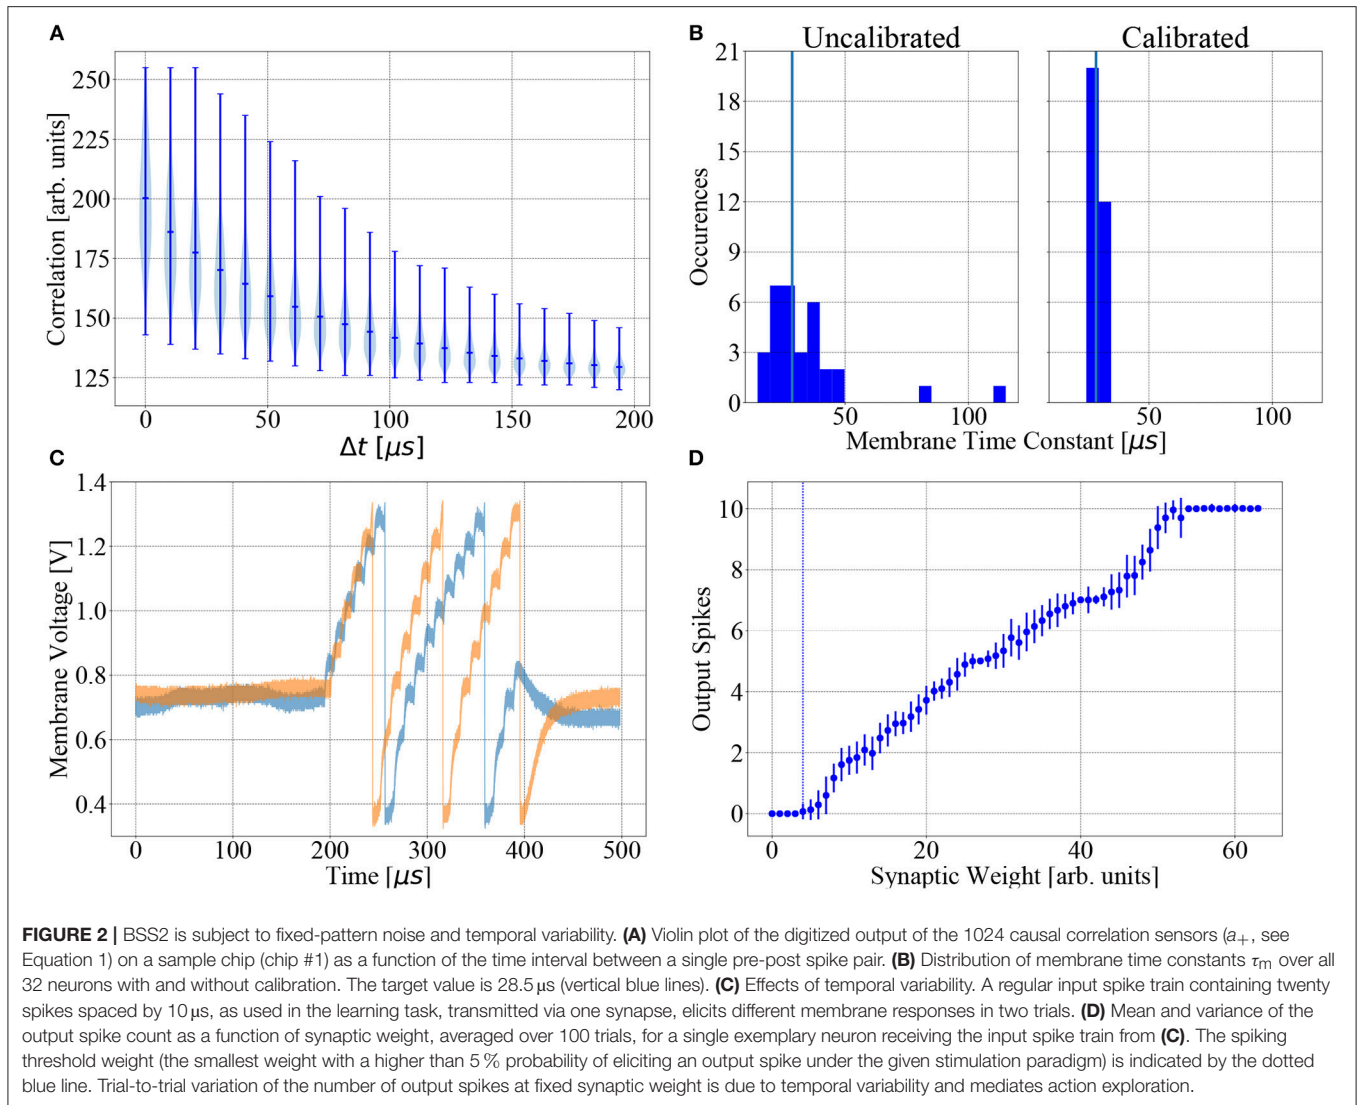 A
250
225
200
175
150
125
Correlation [arb. units]
0
50
100
150
200
Δt [μs]
B
Uncalibrated
Calibrated
21
18
15
12
9
6
3
0
Occurences
50
100
50
100
Membrane Time Constant [μs]
C
1.4
1.2
1.0
0.8
0.6
0.4
Membrane Voltage [V]
0
100
200
300
400
500
Time [μs]
D
10
8
6
4
2
0
Output Spikes
0
20
40
60
Synaptic Weight [arb. units]
FIGURE 2 | BSS2 is subject to fixed-pattern noise and temporal variability. (A) Violin plot of the digitized output of the 1024 causal correlation sensors (a+, see
Equation 1) on a sample chip (chip #1) as a function of the time interval between a single pre-post spike pair. (B) Distribution of membrane time constants τm over all
32 neurons with and without calibration. The target value is 28.5 μs (vertical blue lines). (C) Effects of temporal variability. A regular input spike train containing twenty
spikes spaced by 10 μs, as used in the learning task, transmitted via one synapse, elicits different membrane responses in two trials. (D) Mean and variance of the
output spike count as a function of synaptic weight, averaged over 100 trials, for a single exemplary neuron receiving the input spike train from (C). The spiking
threshold weight (the smallest weight with a higher than 5 % probability of eliciting an output spike under the given stimulation paradigm) is indicated by the dotted
blue line. Trial-to-trial variation of the number of output spikes at fixed synaptic weight is due to temporal variability and mediates action exploration.